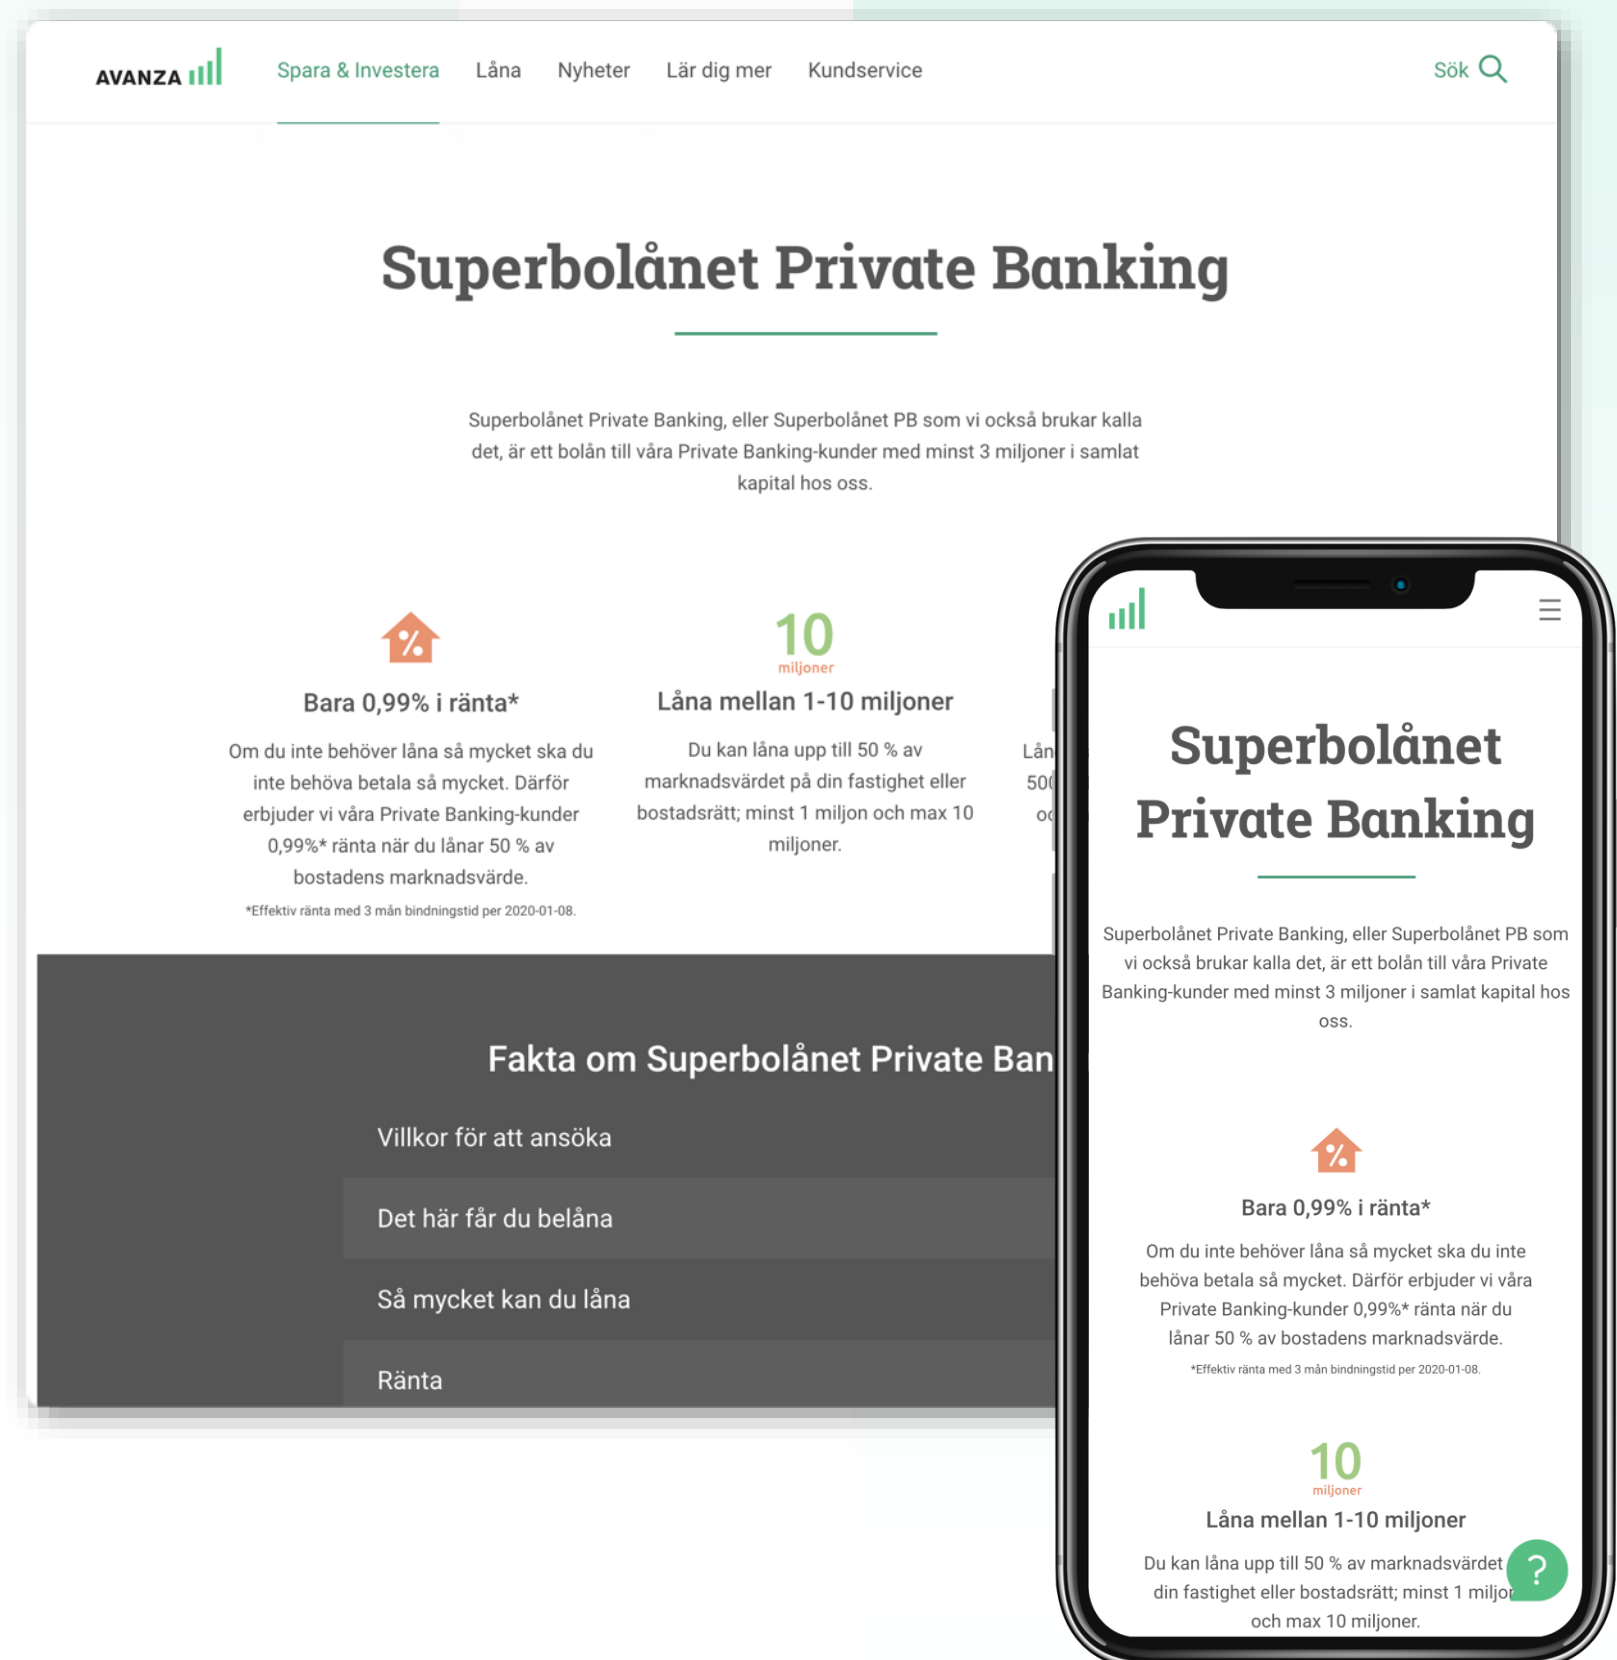 AVANZA
Spara & Investera Låna Nyheter Lär dig mer Kundservice
Sök
Superbolånet Private Banking
Superbolånet Private Banking, eller Superbolånet PB som vi också brukar kalla
det, är ett bolån till våra Private Banking-kunder med minst 3 miljoner i samlat
kapital hos oss.
Bara 0,99% i ränta*
Om du inte behöver låna så mycket ska du
inte behöva betala så mycket. Därför
erbjuder vi våra Private Banking-kunder
0,99%* ränta när du lånar 50 % av
bostadens marknadsvärde.
*Effektiv ränta med 3 mån bindningstid per 2020-01-08.
10
miljoner
Låna mellan 1-10 miljoner
Du kan låna upp till 50 % av
marknadsvärdet på din fastighet eller
bostadsrätt; minst 1 miljon och max 10
miljoner.
Fakta om Superbolånet Private Ban
Villkor för att ansöka
Det här får du belåna
Så mycket kan du låna
Ränta
Superbolånet
Private Banking
Superbolånet Private Banking, eller Superbolånet PB som
vi också brukar kalla det, är ett bolån till våra Private
Banking-kunder med minst 3 miljoner i samlat kapital hos
oss.
Bara 0,99% i ränta*
Om du inte behöver låna så mycket ska du inte
behöva betala så mycket. Därför erbjuder vi våra
Private Banking-kunder 0,99%* ränta när du
lånar 50 % av bostadens marknadsvärde.
*Effektiv ränta med 3 mån bindningstid per 2020-01-08.
10
miljoner
Låna mellan 1-10 miljoner
Du kan låna upp till 50 % av marknadsvärdet
din fastighet eller bostadsrätt; minst 1 miljo
och max 10 miljoner.
?